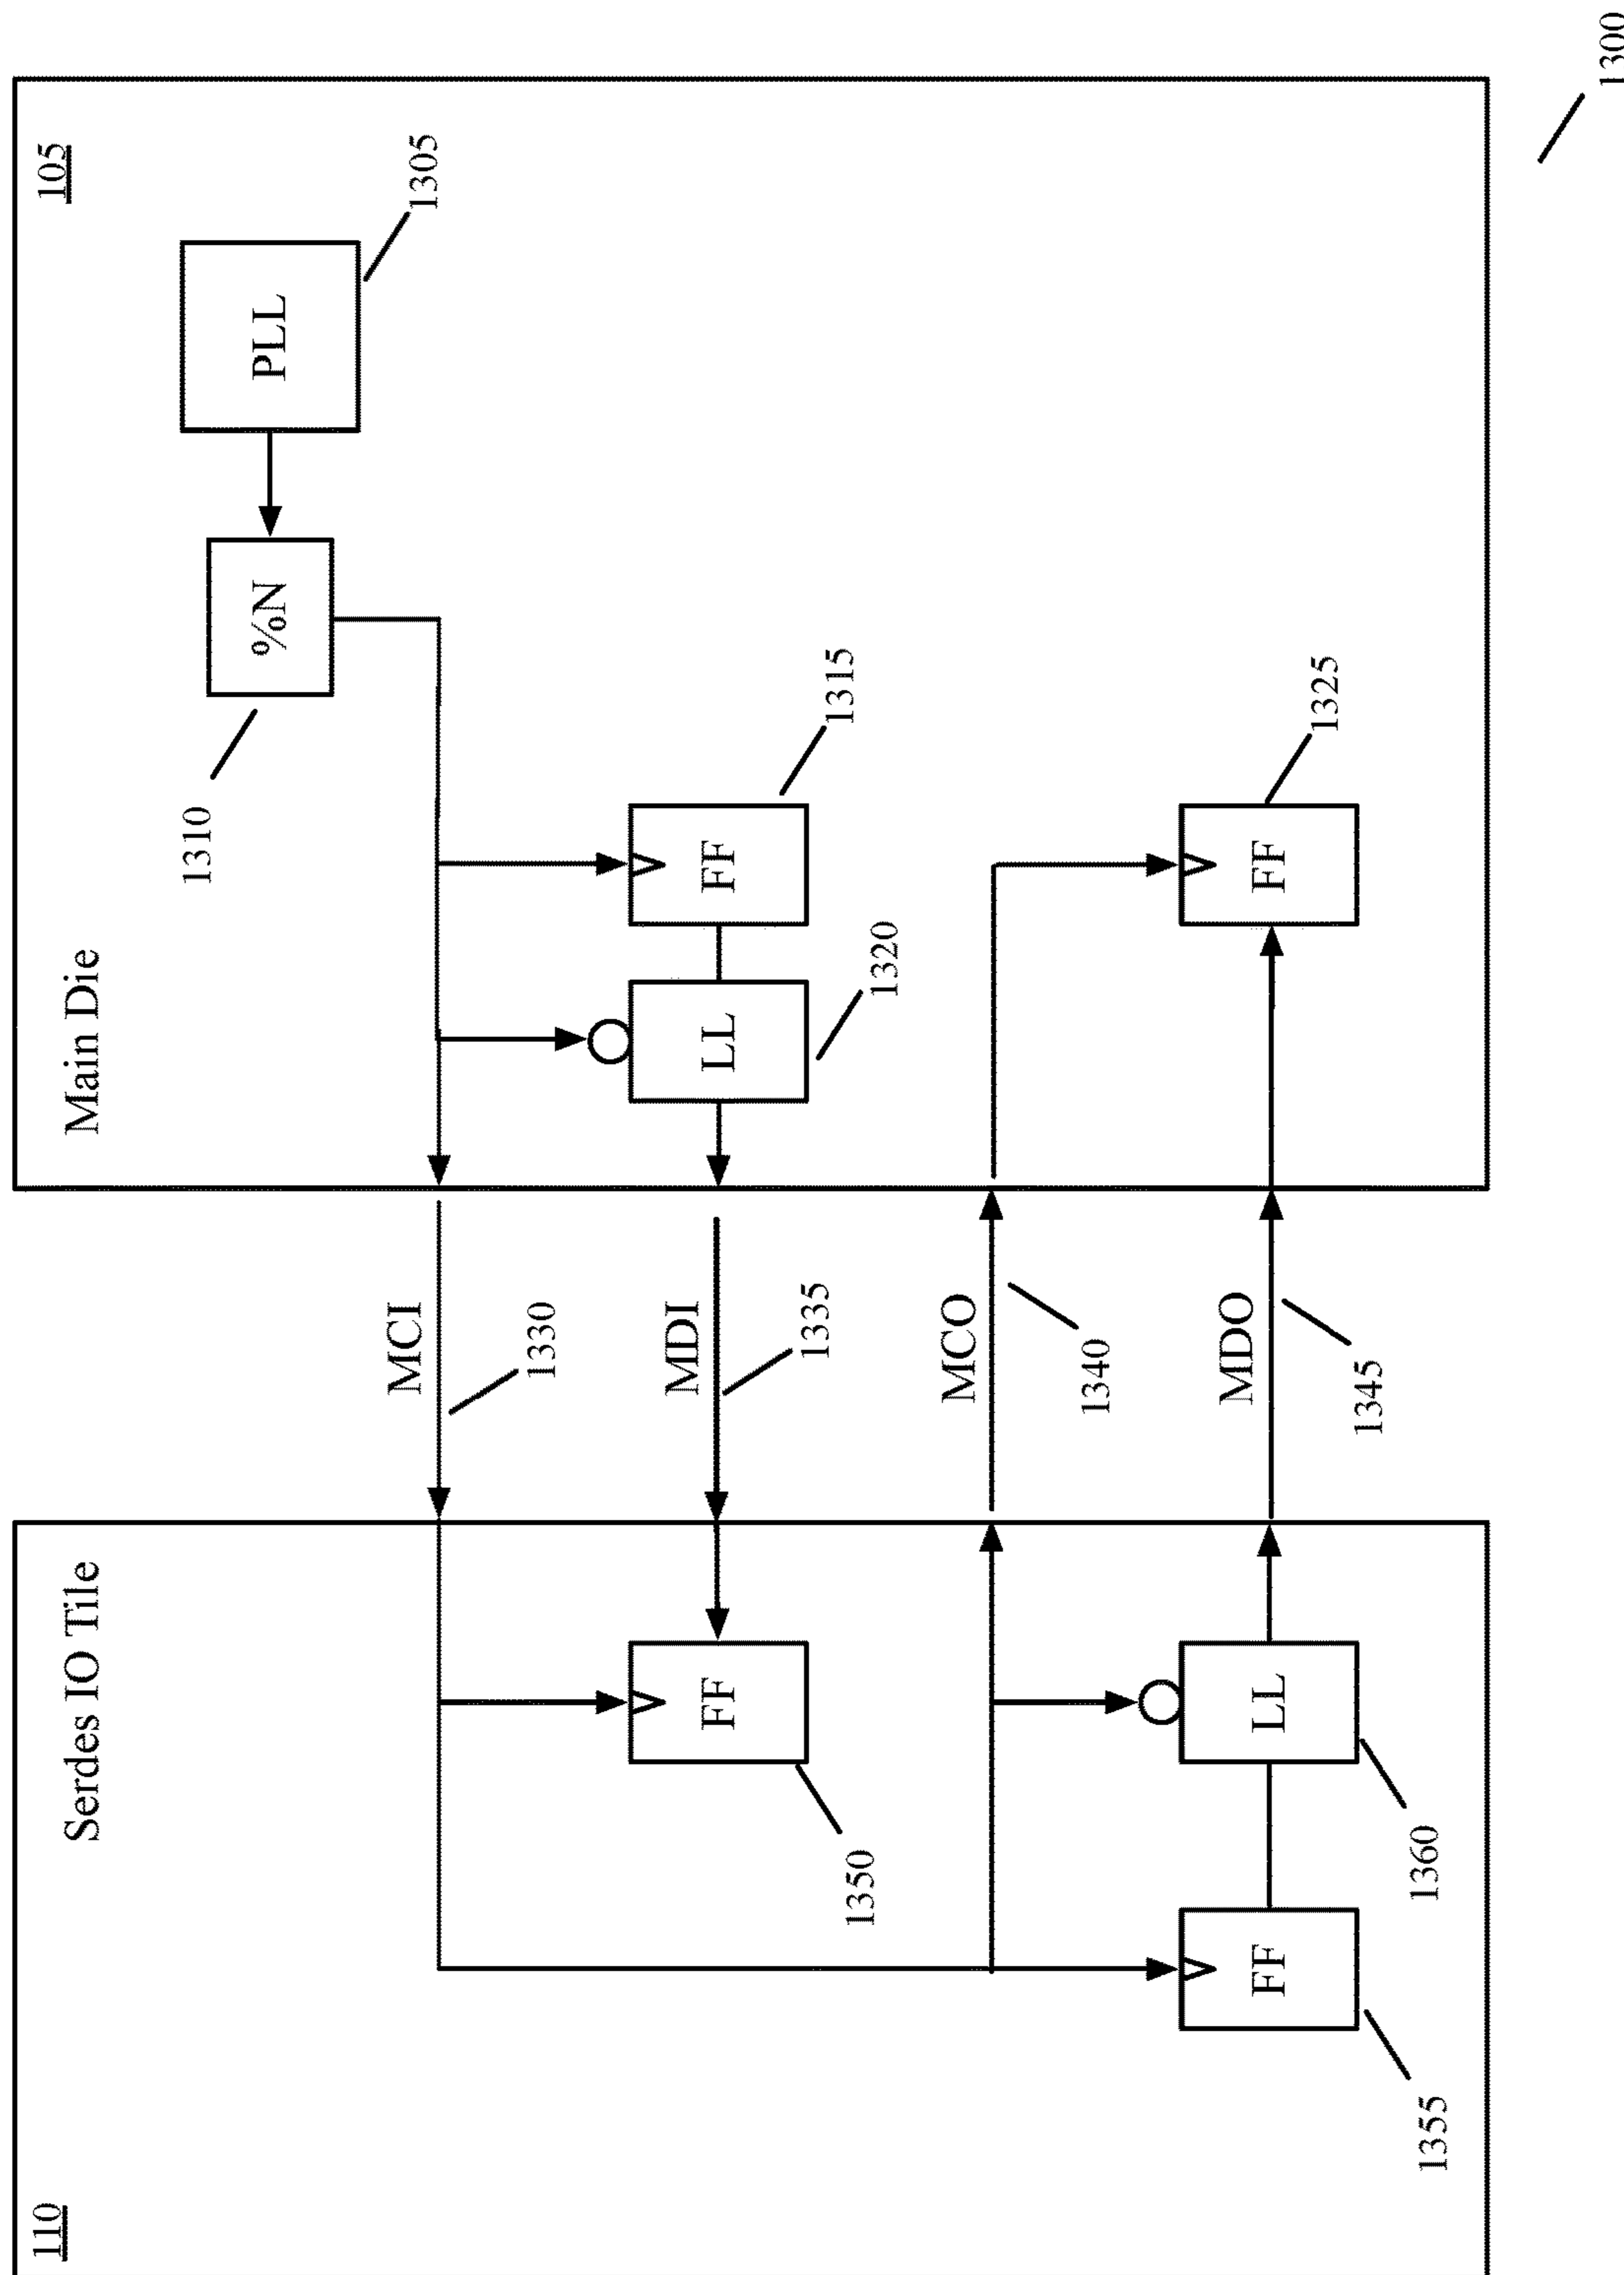 110
Serdes IO Tile
Main Die
105
PLL
1305
%N
1310
MCI
1330
FF
1350
MDI
1335
LL
1320
FF
1315
MCO
1340
FF
1355
LL
1360
MDO
1345
FF
1325
1300